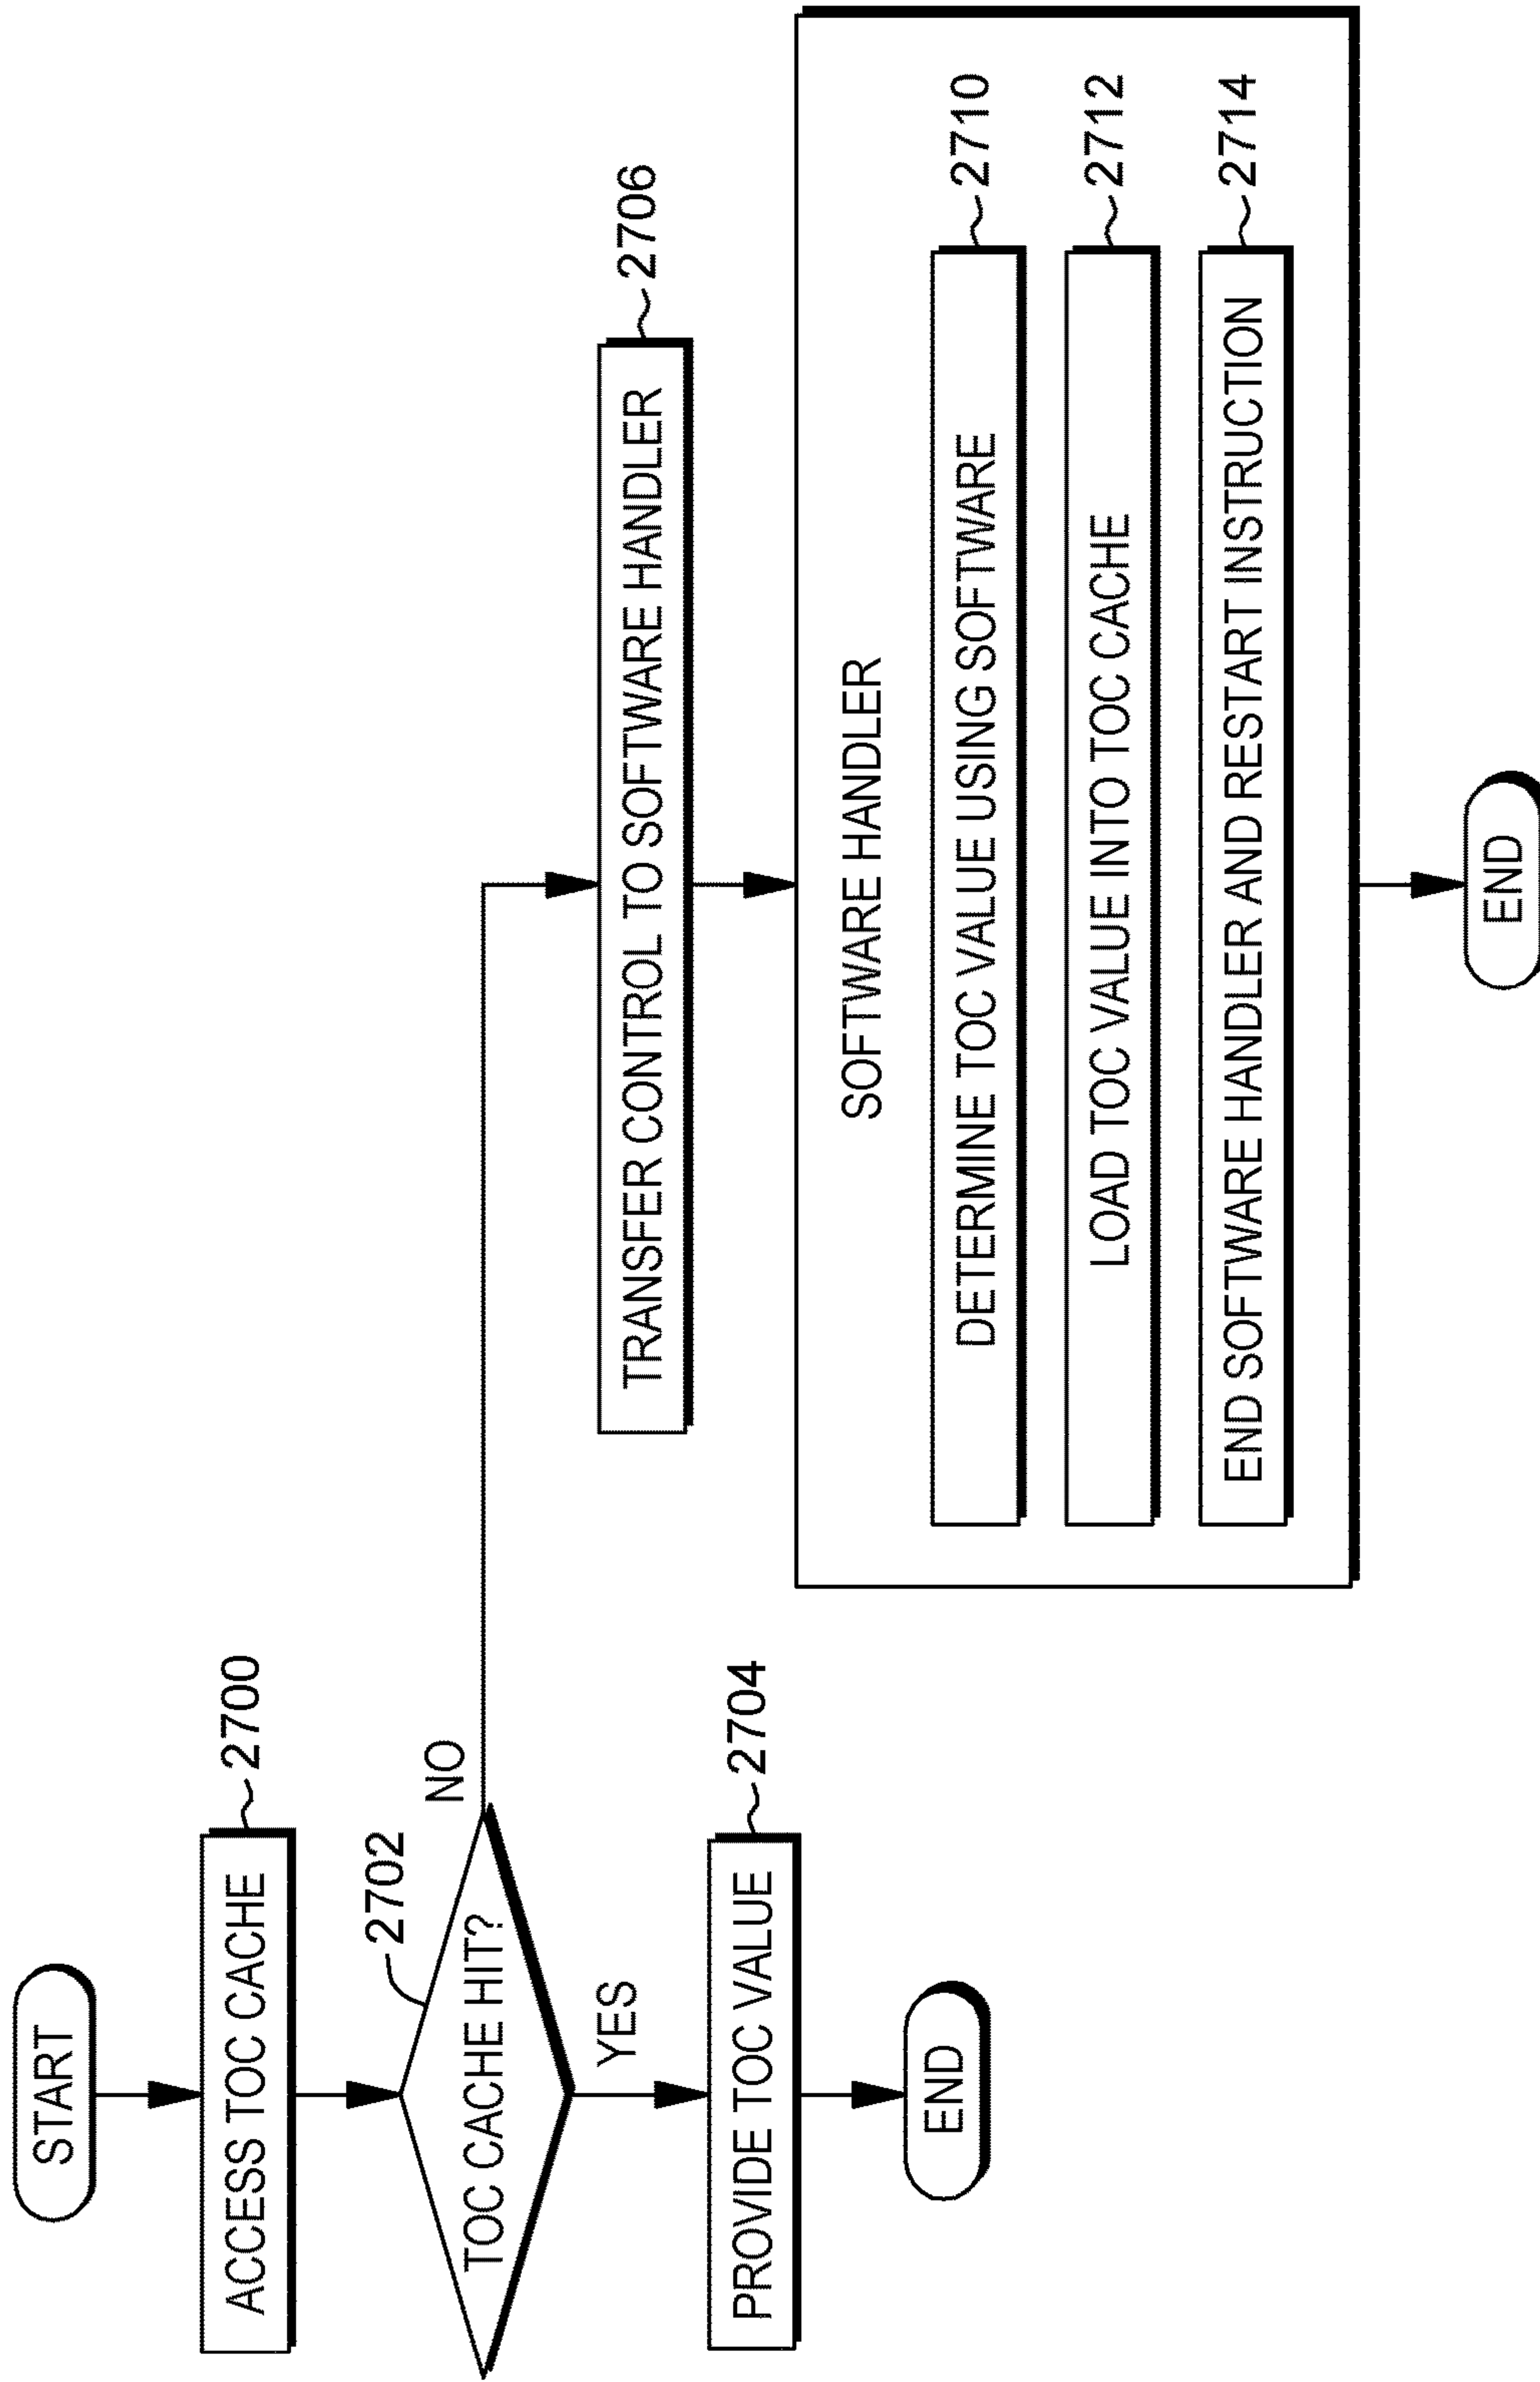 START
ACCESS TOC CACHE
2700
2702
TOC CACHE HIT?
NO
YES
PROVIDE TOC VALUE
2704
END
TRANSFER CONTROL TO SOFTWARE HANDLER
2706
SOFTWARE HANDLER
DETERMINE TOC VALUE USING SOFTWARE
2710
LOAD TOC VALUE INTO TOC CACHE
2712
END SOFTWARE HANDLER AND RESTART INSTRUCTION
2714
END